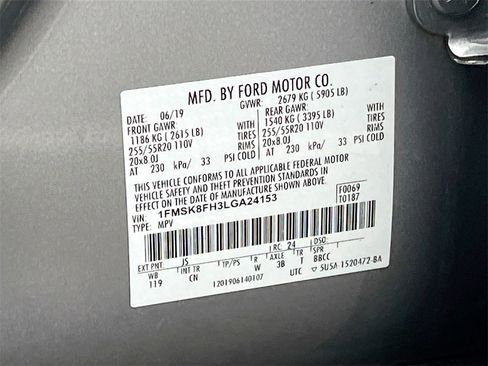 MFD. BY FORD MOTOR CO.
DATE: 06/19 GVWR: 2679 KG ( 5905 LB)
FRONT GAWR: REAR GAWR:
1186 KG ( 2615 LB) 1540 KG ( 3395 LB)
255/55R20 110V TIRES 255/55R20 110V TIRES
20x8.0J RIMS 20x8.0J RIMS
AT 230 kPa/ 33 PSI COLD AT 230 kPa/ 33 PSI COLD
THIS VEHICLE CONFORMS TO ALL APPLICABLE FEDERAL MOTOR
VEHICLE SAFETY AND THEFT PREVENTION STANDARDS IN
EFFECT ON THE DATE OF MANUFACTURE SHOWN ABOVE.
VIN: 1FMSK8FH3LGA24153 F0069
TYPE: MPV T0187
EXT PNT: JS RC: 24 DSO:
WB INT TR TP/PS R AXLE TR SPR
119 CN W 3B T BBCC
1201906140107 UTC SUSA-1520472-BA